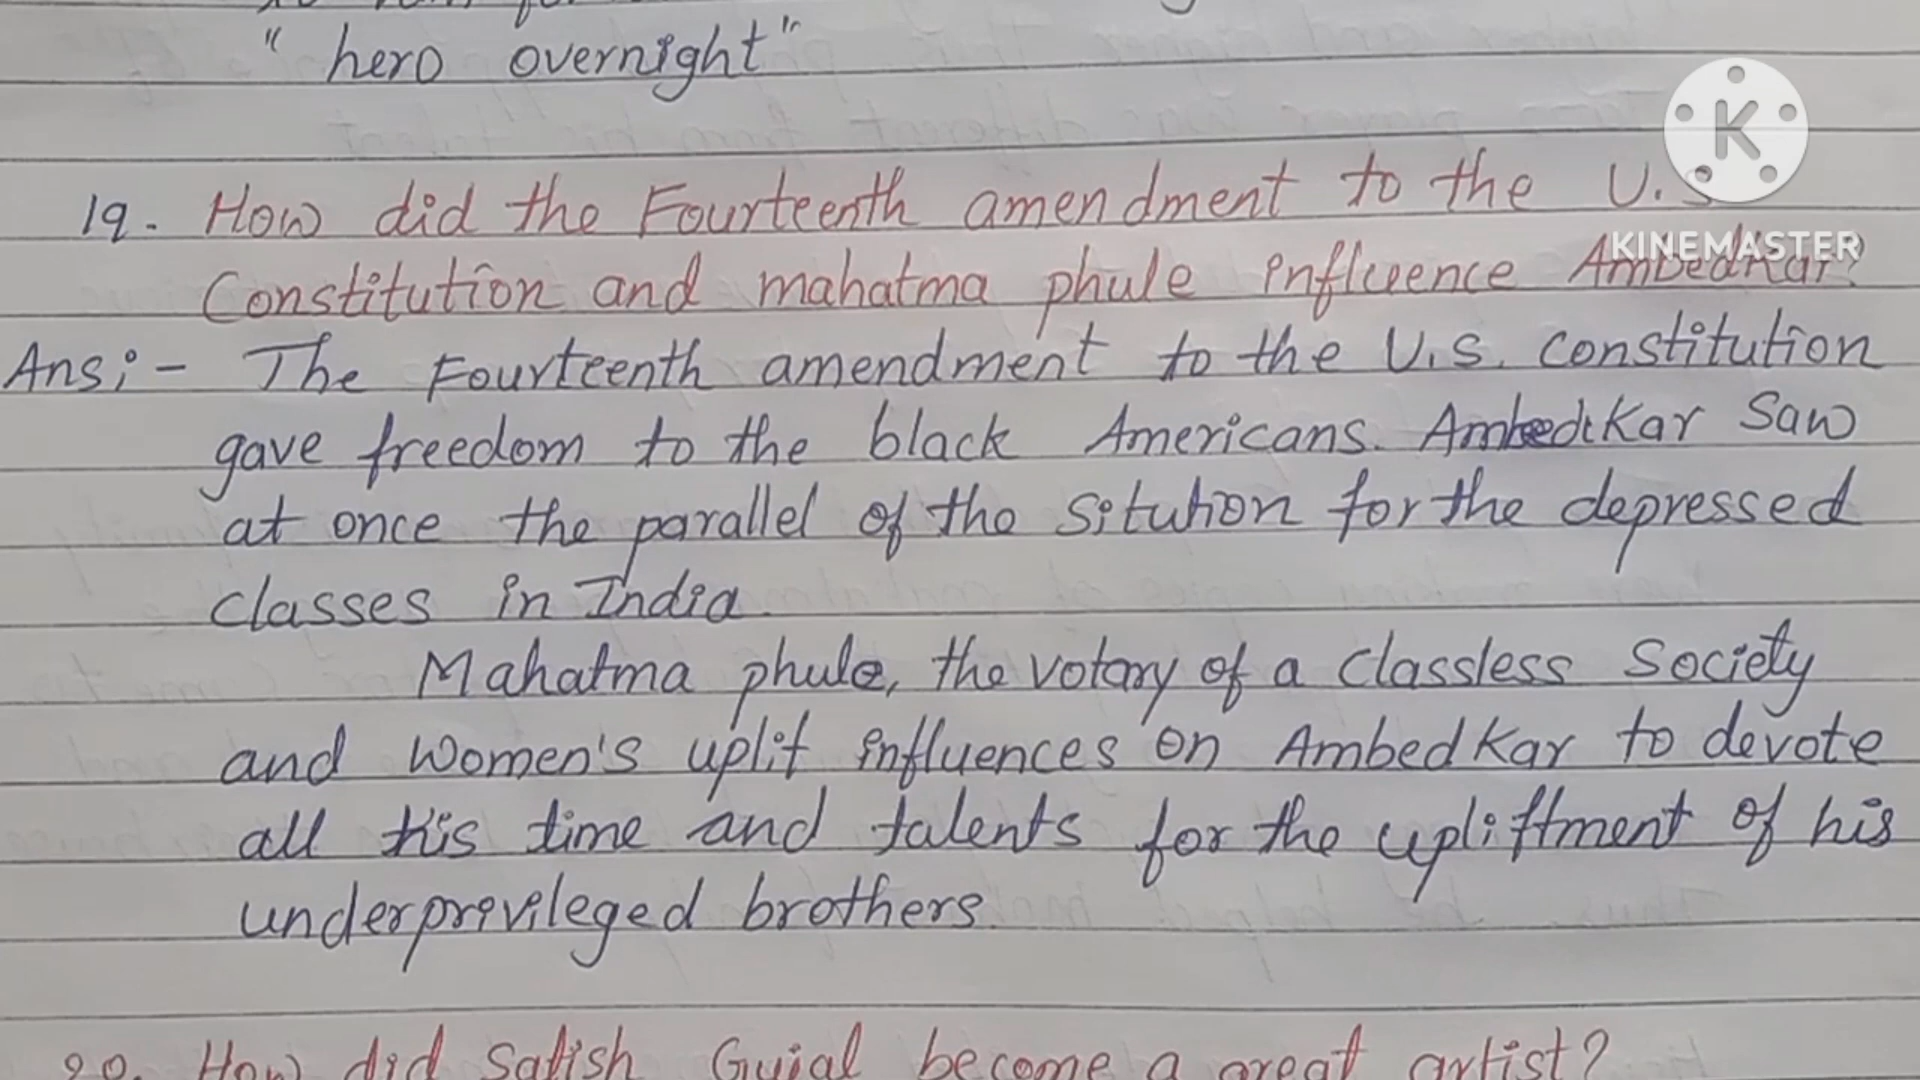 " hero overnight"
K
KINEMASTER
19. How did the Fourteenth amendment to the U.S
Constitution and mahatma phule influence Ambedkar?
Ans:- The Fourteenth amendment to the U.S. constitution
gave freedom to the black Americans. Ambedkar Saw
at once the parallel of the sitution for the depressed
classes in India.
Mahatma phule, the votary of a classless society
and women's uplit influences on Ambedkar to devote
all his time and talents for the upliftment of his
underprivileged brothers.
20. How did Satish Gujal become a great artist?